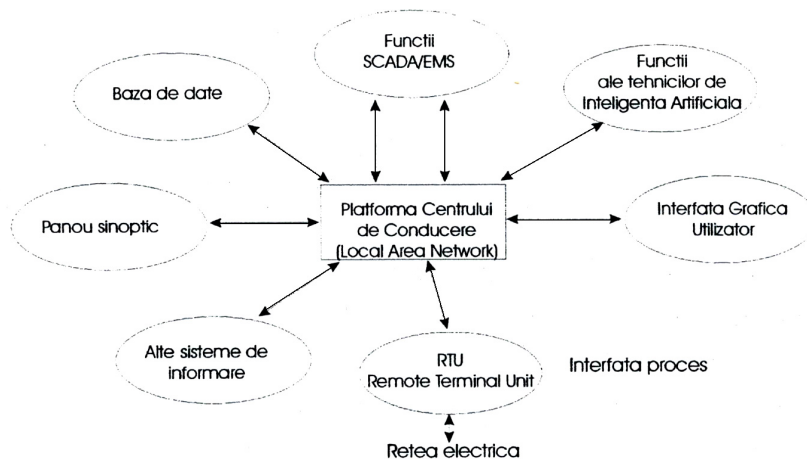 Functii
SCADA/EMS
Functii
ale tehnicilor de
Inteligenta Artificiala
Baza de date
Panou sinoptic
Platforma Centrului
de Conducere
(Local Area Network)
Interfata Grafica
Utilizator
Alte sisteme de
informare
RTU
Remote Terminal Unit
Interfata proces
Retea electrica